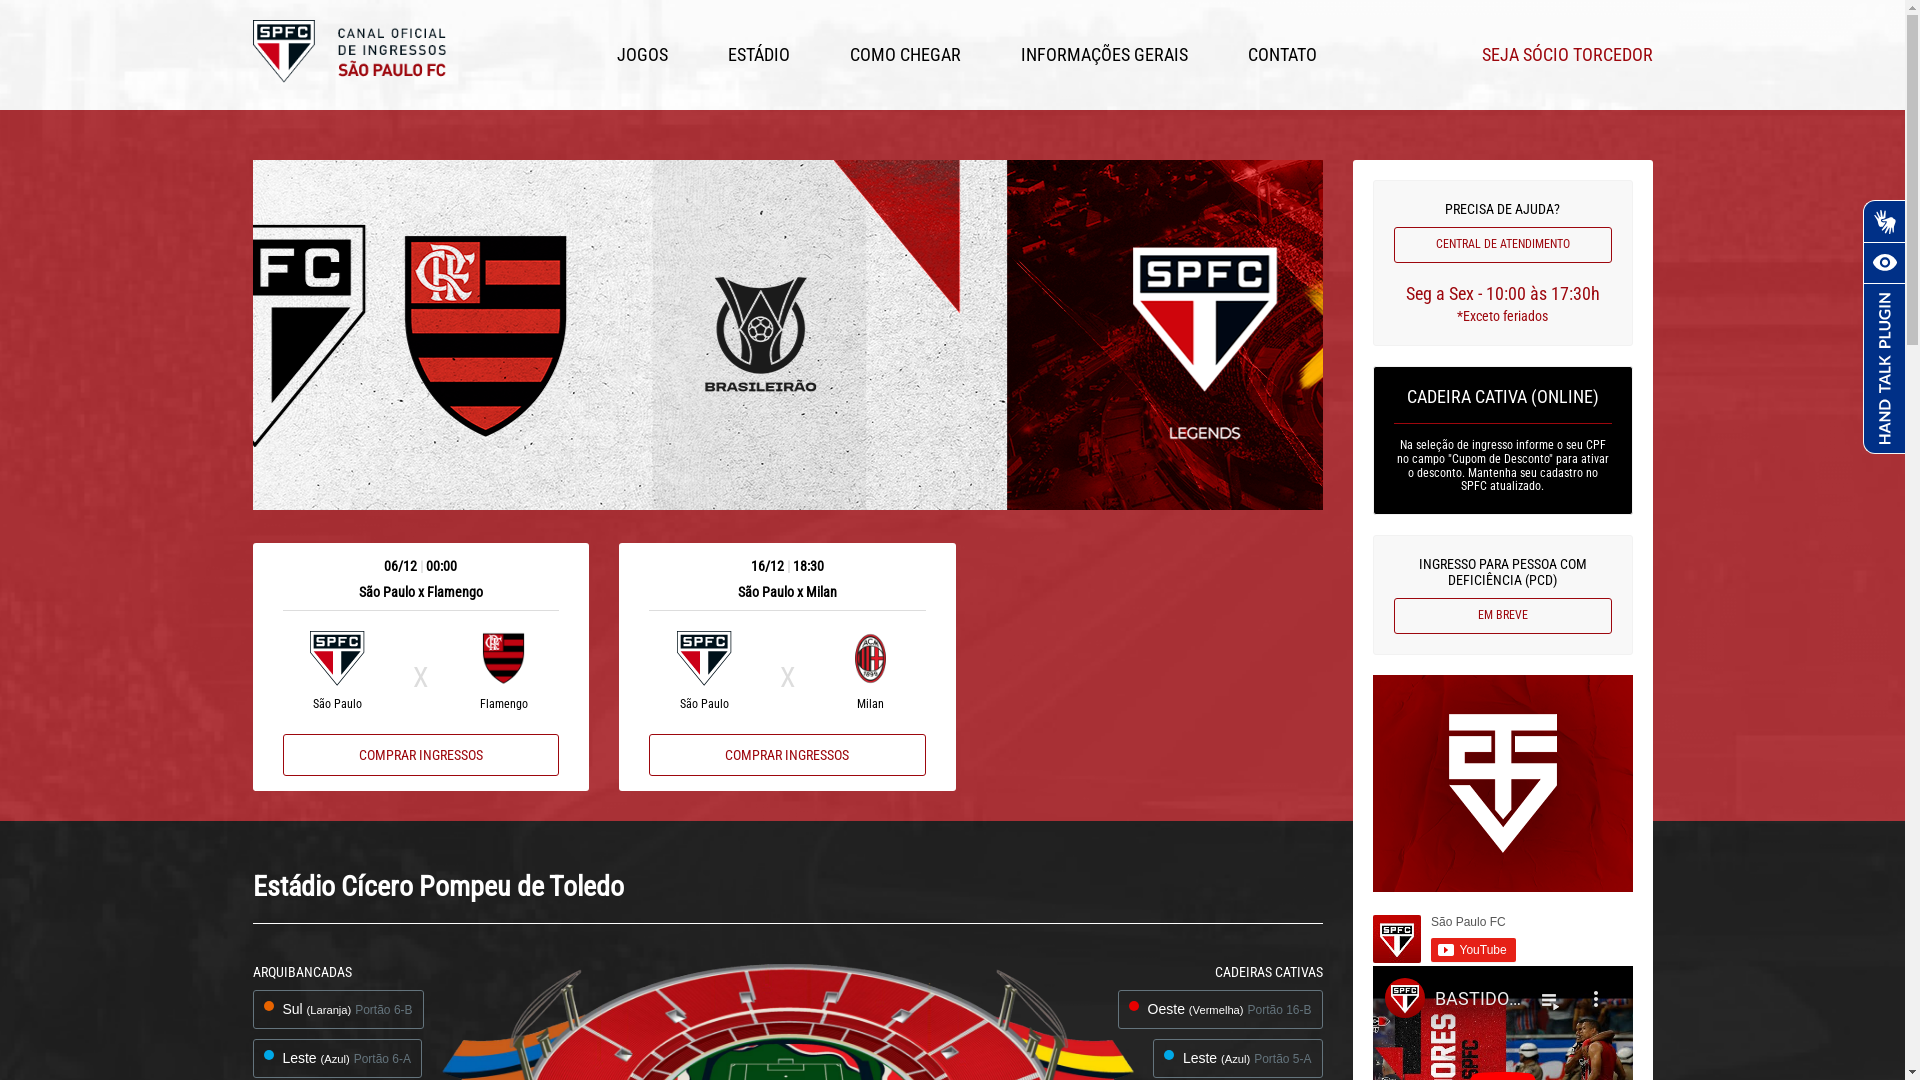 SPFC
CANAL OFICIAL
DE INGRESSOS
SÃO PAULO FC
JOGOS
ESTÁDIO
COMO CHEGAR
INFORMAÇÕES GERAIS
CONTATO
SEJA SÓCIO TORCEDOR
FC
BRASILEIRÃO
SPFC
LEGENDS
PRECISA DE AJUDA?
CENTRAL DE ATENDIMENTO
Seg a Sex - 10:00 às 17:30h
*Exceto feriados
CADEIRA CATIVA (ONLINE)
Na seleção de ingresso informe o seu CPF
no campo "Cupom de Desconto" para ativar
o desconto. Mantenha seu cadastro no
SPFC atualizado.
INGRESSO PARA PESSOA COM
DEFICIÊNCIA (PCD)
EM BREVE
HAND TALK PLUGIN
06/12 | 00:00
São Paulo x Flamengo
SPFC
X
São Paulo
Flamengo
COMPRAR INGRESSOS
16/12 | 18:30
São Paulo x Milan
SPFC
X
São Paulo
Milan
COMPRAR INGRESSOS
Estádio Cícero Pompeu de Toledo
ARQUIBANCADAS
Sul (Laranja) Portão 6-B
Leste (Azul) Portão 6-A
CADEIRAS CATIVAS
Oeste (Vermelha) Portão 16-B
Leste (Azul) Portão 5-A
SPFC
São Paulo FC
YouTube
SPFC
BASTIDO...
ORES
SPFC